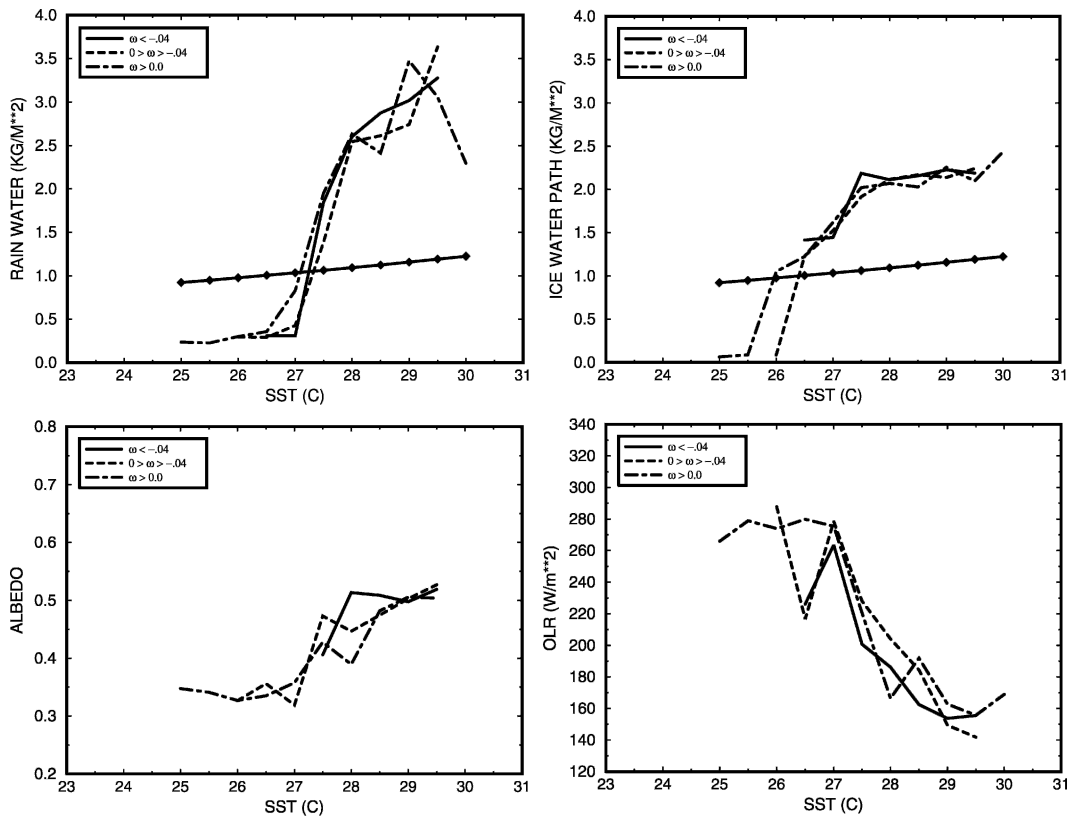 RAIN WATER (KG/M**2)
4.0
3.5
3.0
2.5
2.0
1.5
1.0
0.5
0.0
ω < -.04
0 > ω > -.04
ω > 0.0
23 24 25 26 27 28 29 30 31
SST (C)
ICE WATER PATH (KG/M**2)
4.0
3.5
3.0
2.5
2.0
1.5
1.0
0.5
0.0
ω < -.04
0 > ω > -.04
ω > 0.0
23 24 25 26 27 28 29 30 31
SST (C)
ALBEDO
0.8
0.7
0.6
0.5
0.4
0.3
0.2
ω < -.04
0 > ω > -.04
ω > 0.0
23 24 25 26 27 28 29 30 31
SST (C)
OLR (W/m**2)
340
320
300
280
260
240
220
200
180
160
140
120
ω < -.04
0 > ω > -.04
ω > 0.0
23 24 25 26 27 28 29 30 31
SST (C)